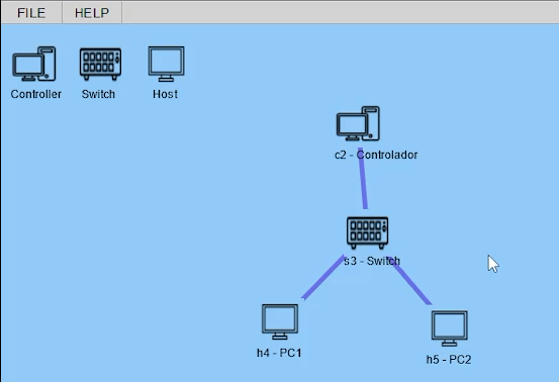 FILE HELP
Controller Switch Host
c2 - Controlador
s3 - Switch
h4 - PC1
h5 - PC2